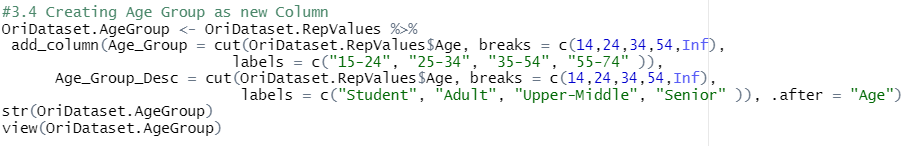 #3.4 Creating Age Group as new Column
OriDataset.AgeGroup <- OriDataset.RepValues %>%
add_column(Age_Group = cut(OriDataset.RepValues$Age, breaks = c(14,24,34,54,Inf),
labels = c("15-24", "25-34", "35-54", "55-74" )),
Age_Group_Desc = cut(OriDataset.RepValues$Age, breaks = c(14,24,34,54,Inf),
labels = c("Student", "Adult", "Upper-Middle", "Senior" )), .after = "Age")
str(OriDataset.AgeGroup)
view(OriDataset.AgeGroup)